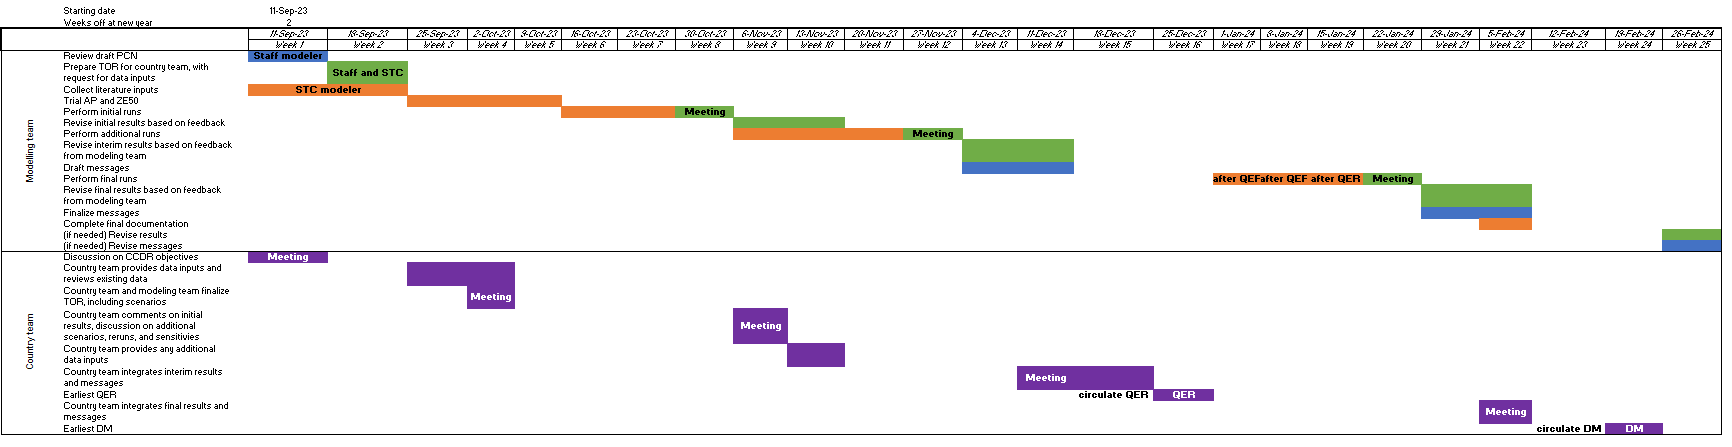 Starting date 11-Sep-23
Weeks off at new year 2
11-Sep-23 18-Sep-23 25-Sep-23 2-Oct-23 9-Oct-23 16-Oct-23 23-Oct-23 30-Oct-23 6-Nov-23 13-Nov-23 20-Nov-23 27-Nov-23 4-Dec-23 11-Dec-23 18-Dec-23 25-Dec-23 1-Jan-24 8-Jan-24 15-Jan-24 22-Jan-24 29-Jan-24 5-Feb-24 12-Feb-24 19-Feb-24 26-Feb-24
Week 1 Week 2 Week 3 Week 4 Week 5 Week 6 Week 7 Week 8 Week 9 Week 10 Week 11 Week 12 Week 13 Week 14 Week 15 Week 16 Week 17 Week 18 Week 19 Week 20 Week 21 Week 22 Week 23 Week 24 Week 25
Modelling team
Review draft PCN Staff modeler
Prepare TOR for country team, with
request for data inputs Staff and STC
Collect literature inputs STC modeler
Trial AP and ZE50
Perform initial runs Meeting
Revise initial results based on feedback
Perform additional runs Meeting
Revise interim results based on feedback
from modeling team
Draft messages
Perform final runs after QEF after QEF after QER Meeting
Revise final results based on feedback
from modeling team
Finalize messages
Complete final documentation
(if needed) Revise results
(if needed) Revise messages
Country team
Discussion on CCDR objectives Meeting
Country team provides data inputs and
reviews existing data
Country team and modeling team finalize
TOR, including scenarios Meeting
Country team comments on initial
results, discussion on additional
scenarios, reruns, and sensitivies Meeting
Country team provides any additional
data inputs
Country team integrates interim results
and messages Meeting
Earliest QER circulate QER QER
Country team integrates final results and
messages Meeting
Earliest DM circulate DM DM